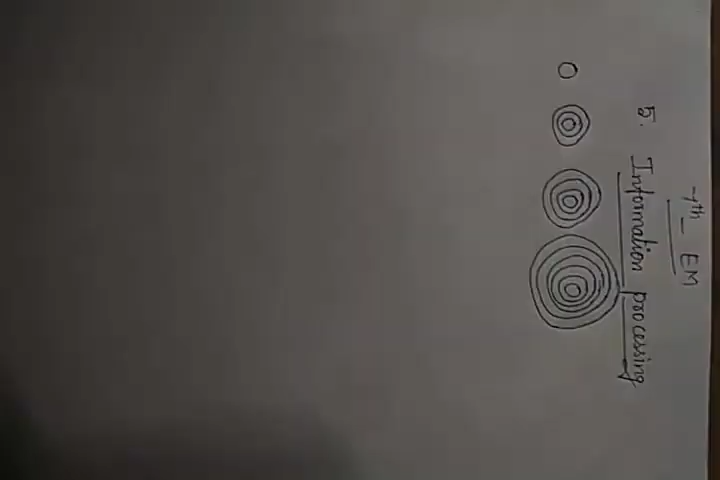 7th - EM
5. Information processing